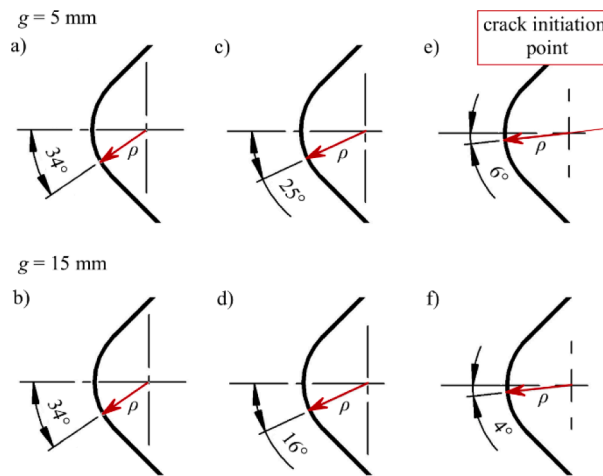 g = 5 mm
crack initiation
point
a)
c)
e)
34°
ρ
25°
ρ
6°
ρ
g = 15 mm
b)
d)
f)
34°
ρ
16°
ρ
4°
ρ